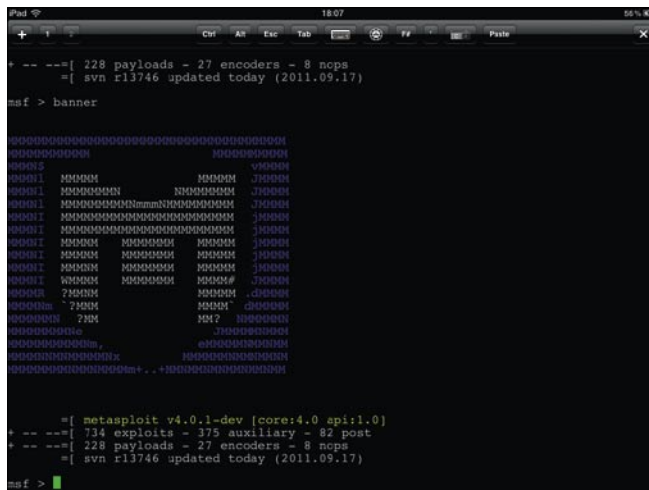 iPad 18:07 56%
+ 1 2 Ctrl Alt Esc Tab F# ' Paste ×
+ -- --=[ 228 payloads - 27 encoders - 8 nops
=[ svn r13746 updated today (2011.09.17)
msf > banner
=[ metasploit v4.0.1-dev [core:4.0 api:1.0]
+ -- --=[ 734 exploits - 375 auxiliary - 82 post
+ -- --=[ 228 payloads - 27 encoders - 8 nops
=[ svn r13746 updated today (2011.09.17)
msf >